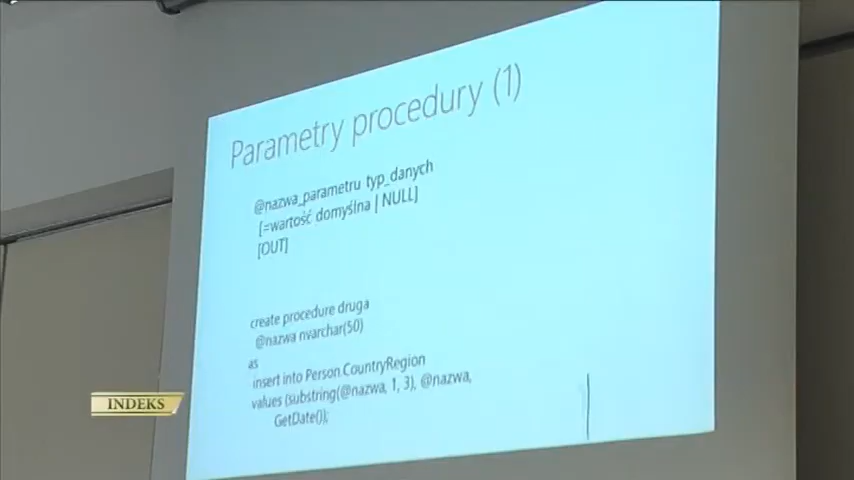 Parametry procedury (1)
@nazwa_parametru typ_danych
[=wartość domyślna | NULL]
[OUT]
create procedure druga
@nazwa nvarchar(50)
as
insert into Person.CountryRegion
values (substring(@nazwa, 1, 3), @nazwa,
GetDate());
INDEKS